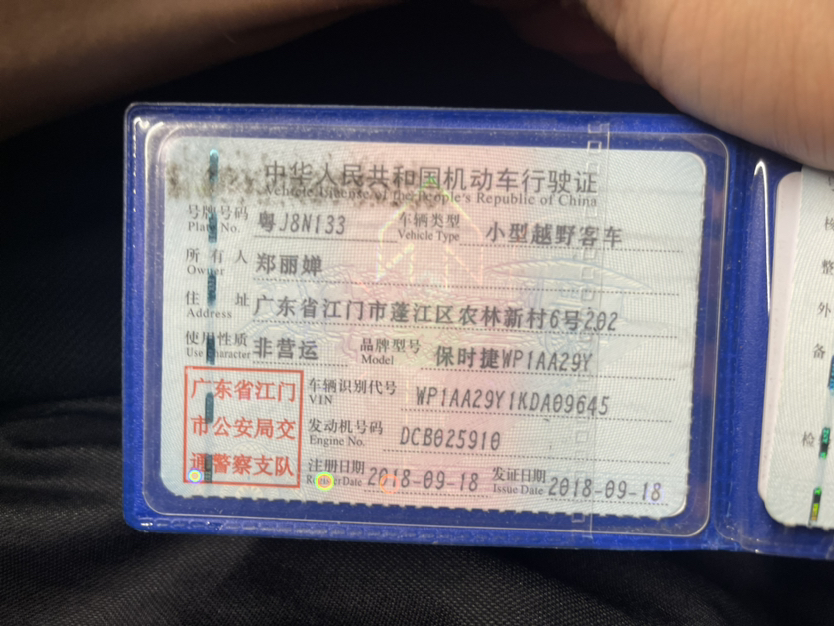 中华人民共和国机动车行驶证
Vehicle License of the People's Republic of China
号牌号码 粤J8N133 车辆类型 小型越野客车
Plate No. Vehicle Type
所有人 郑丽婵
Owner
住址 广东省江门市蓬江区农林新村6号202
Address
使用性质 非营运 品牌型号 保时捷WP1AA29Y
Use Character Model
广东省江门
市公安局交
通警察支队
车辆识别代号 WP1AA29Y1KDA09645
VIN
发动机号码 DCB025910
Engine No.
注册日期 2018-09-18 发证日期 2018-09-18
Register Date Issue Date
检
整
外
备
检